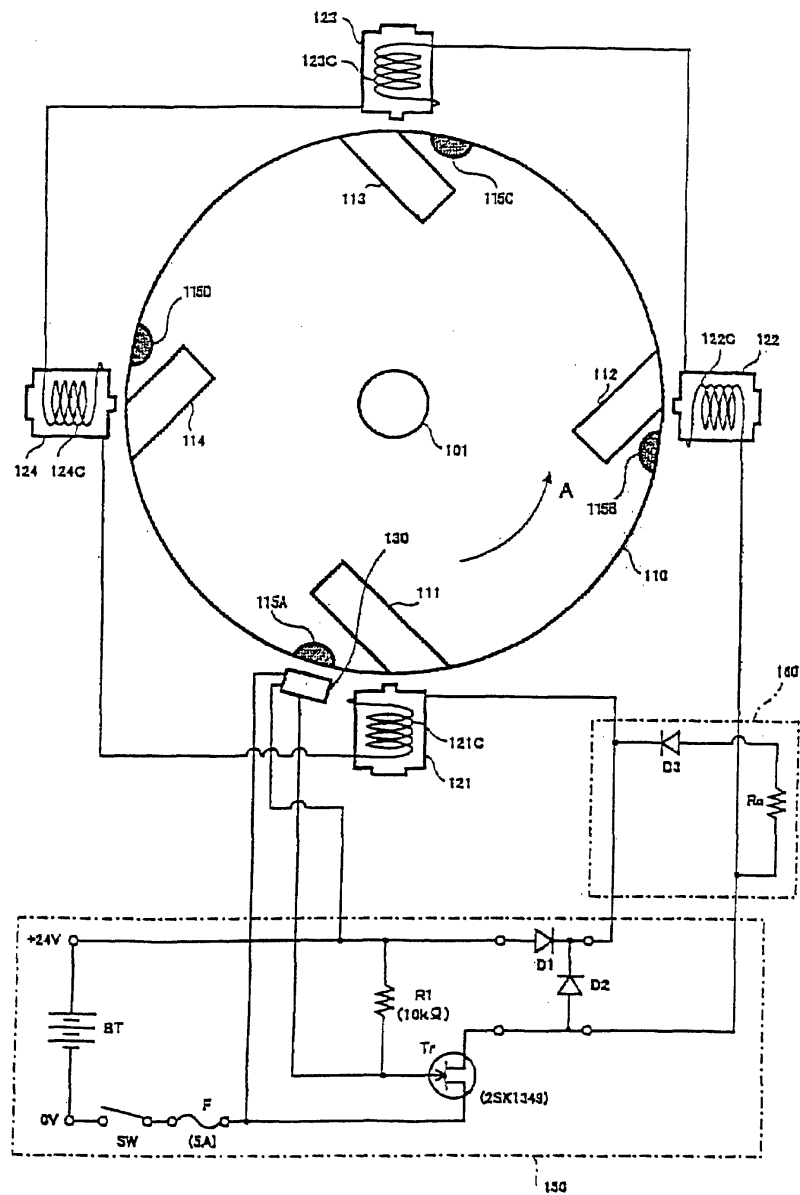 123
123C
113
115C
115D
122C
122
112
114
124
124C
101
A
115B
130
110
115A
111
160
121C
D3
121
Ra
+24V
D1
D2
R1
(10kΩ)
BT
Tr
(2SK1349)
0V
F
SW
(5A)
150